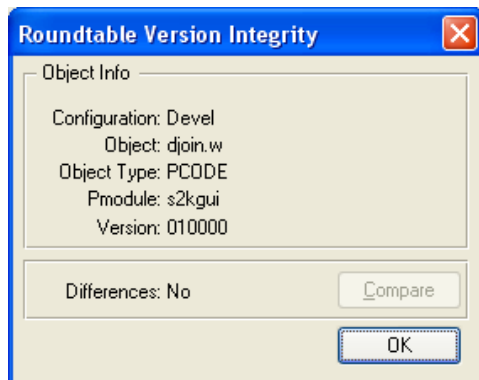 Roundtable Version Integrity
Object Info
Configuration: Devel
Object: djoin.w
Object Type: PCODE
Pmodule: s2kgui
Version: 010000
Differences: No
Compare
OK